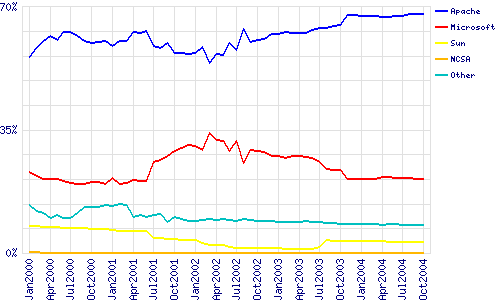 70%
35%
0%
Apache
Microsoft
Sun
NCSA
Other
Jan2000
Apr2000
Jul2000
Oct2000
Jan2001
Apr2001
Jul2001
Oct2001
Jan2002
Apr2002
Jul2002
Oct2002
Jan2003
Apr2003
Jul2003
Oct2003
Jan2004
Apr2004
Jul2004
Oct2004